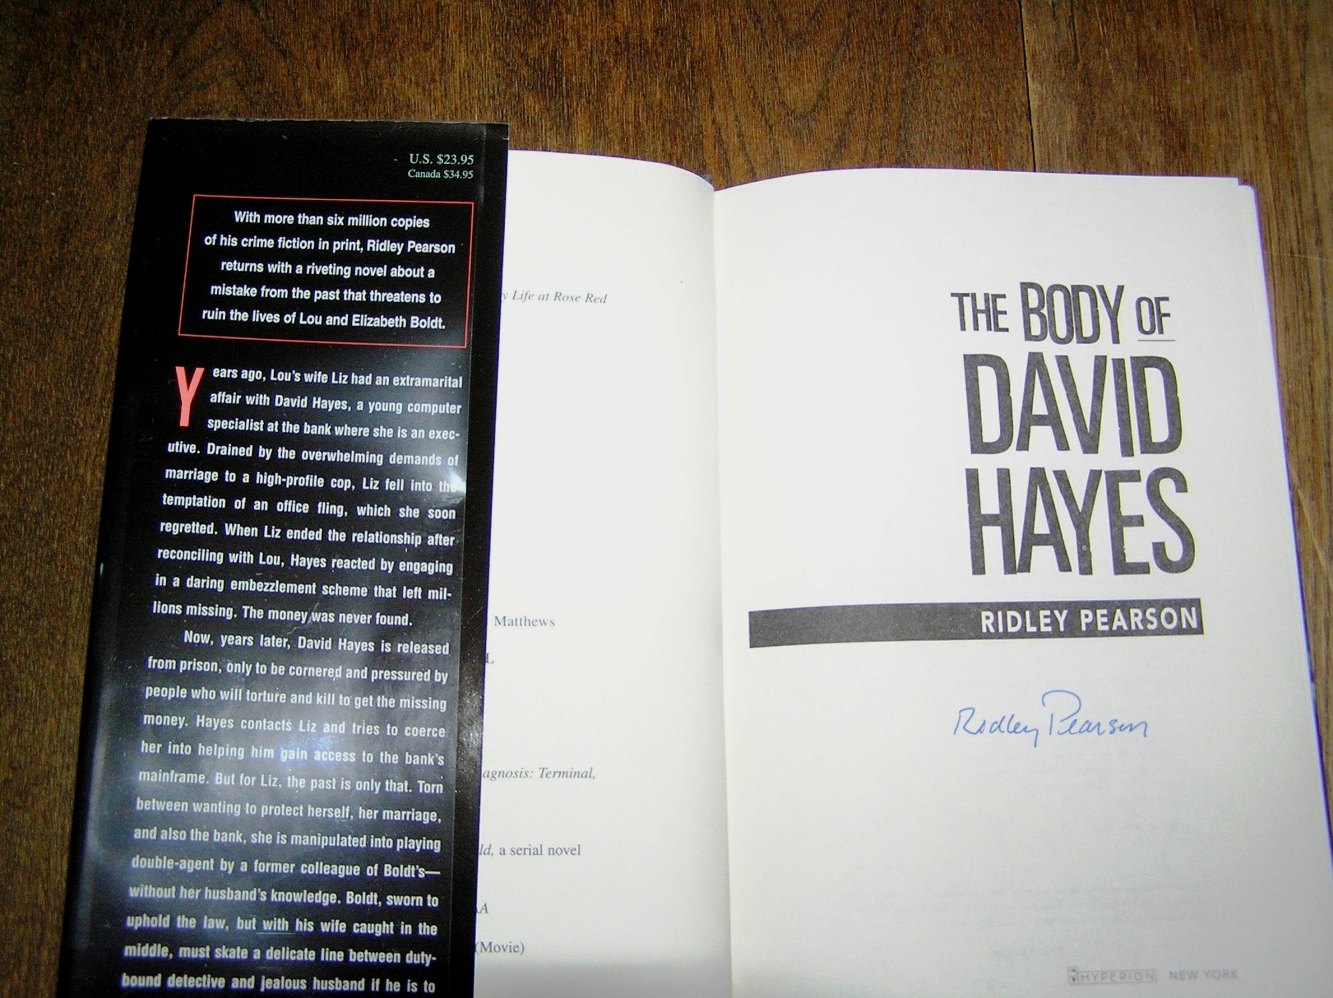 U.S. $23.95
Canada $34.95
With more than six million copies
of his crime fiction in print, Ridley Pearson
returns with a riveting novel about a
mistake from the past that threatens to
ruin the lives of Lou and Elizabeth Boldt.
Years ago, Lou's wife Liz had an extramarital
affair with David Hayes, a young computer
specialist at the bank where she is an exec-
utive. Drained by the overwhelming demands of
marriage to a high-profile cop, Liz fell into the
temptation of an office fling, which she soon
regretted. When Liz ended the relationship after
reconciling with Lou, Hayes reacted by engaging
in a daring embezzlement scheme that left mil-
lions missing. The money was never found.
Now, years later, David Hayes is released
from prison, only to be cornered and pressured by
people who will torture and kill to get the missing
money. Hayes contacts Liz and tries to coerce
her into helping him gain access to the bank's
mainframe. But for Liz, the past is only that. Torn
between wanting to protect herself, her marriage,
and also the bank, she is manipulated into playing
double-agent by a former colleague of Boldt's—
without her husband's knowledge. Boldt, sworn to
uphold the law, but with his wife caught in the
middle, must skate a delicate line between duty-
bound detective and jealous husband if he is to
y Life at Rose Red
Matthews
L
agnosis: Terminal,
ld, a serial novel
A
(Movie)
THE BODY OF
DAVID
HAYES
RIDLEY PEARSON
Ridley Pearson
HYPERION NEW YORK